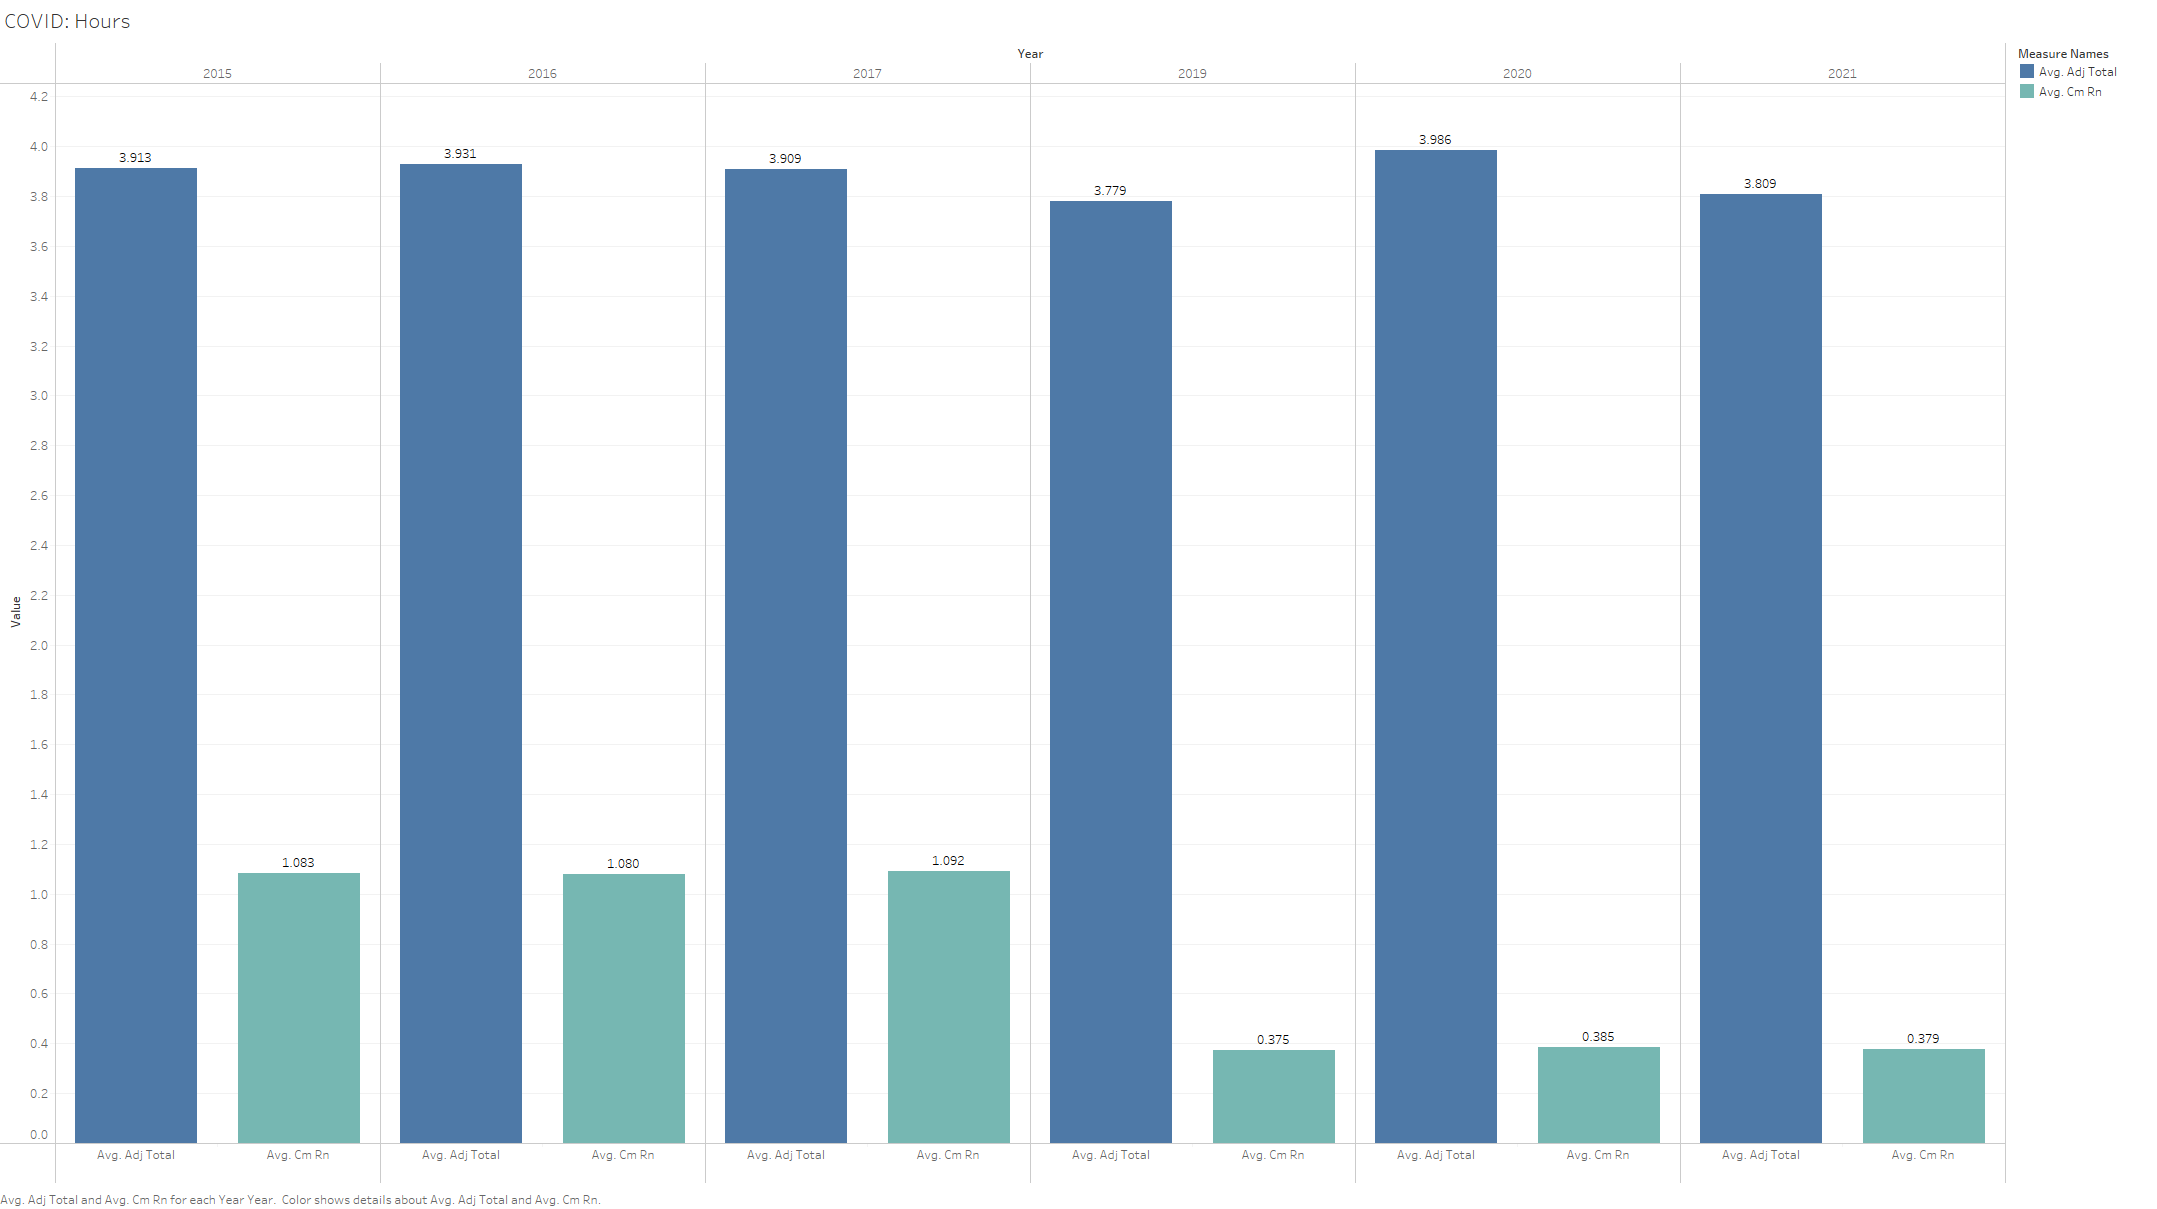 COVID: Hours
Year
2015 2016 2017 2019 2020 2021
Measure Names
Avg. Adj Total
Avg. Cm Rn
4.2
4.0
3.8
3.6
3.4
3.2
3.0
2.8
2.6
2.4
2.2
2.0
1.8
1.6
1.4
1.2
1.0
0.8
0.6
0.4
0.2
0.0
Value
3.913 1.083 3.931 1.080 3.909 1.092 3.779 0.375 3.986 0.385 3.809 0.379
Avg. Adj Total Avg. Cm Rn Avg. Adj Total Avg. Cm Rn Avg. Adj Total Avg. Cm Rn Avg. Adj Total Avg. Cm Rn Avg. Adj Total Avg. Cm Rn Avg. Adj Total Avg. Cm Rn
Avg. Adj Total and Avg. Cm Rn for each Year Year. Color shows details about Avg. Adj Total and Avg. Cm Rn.